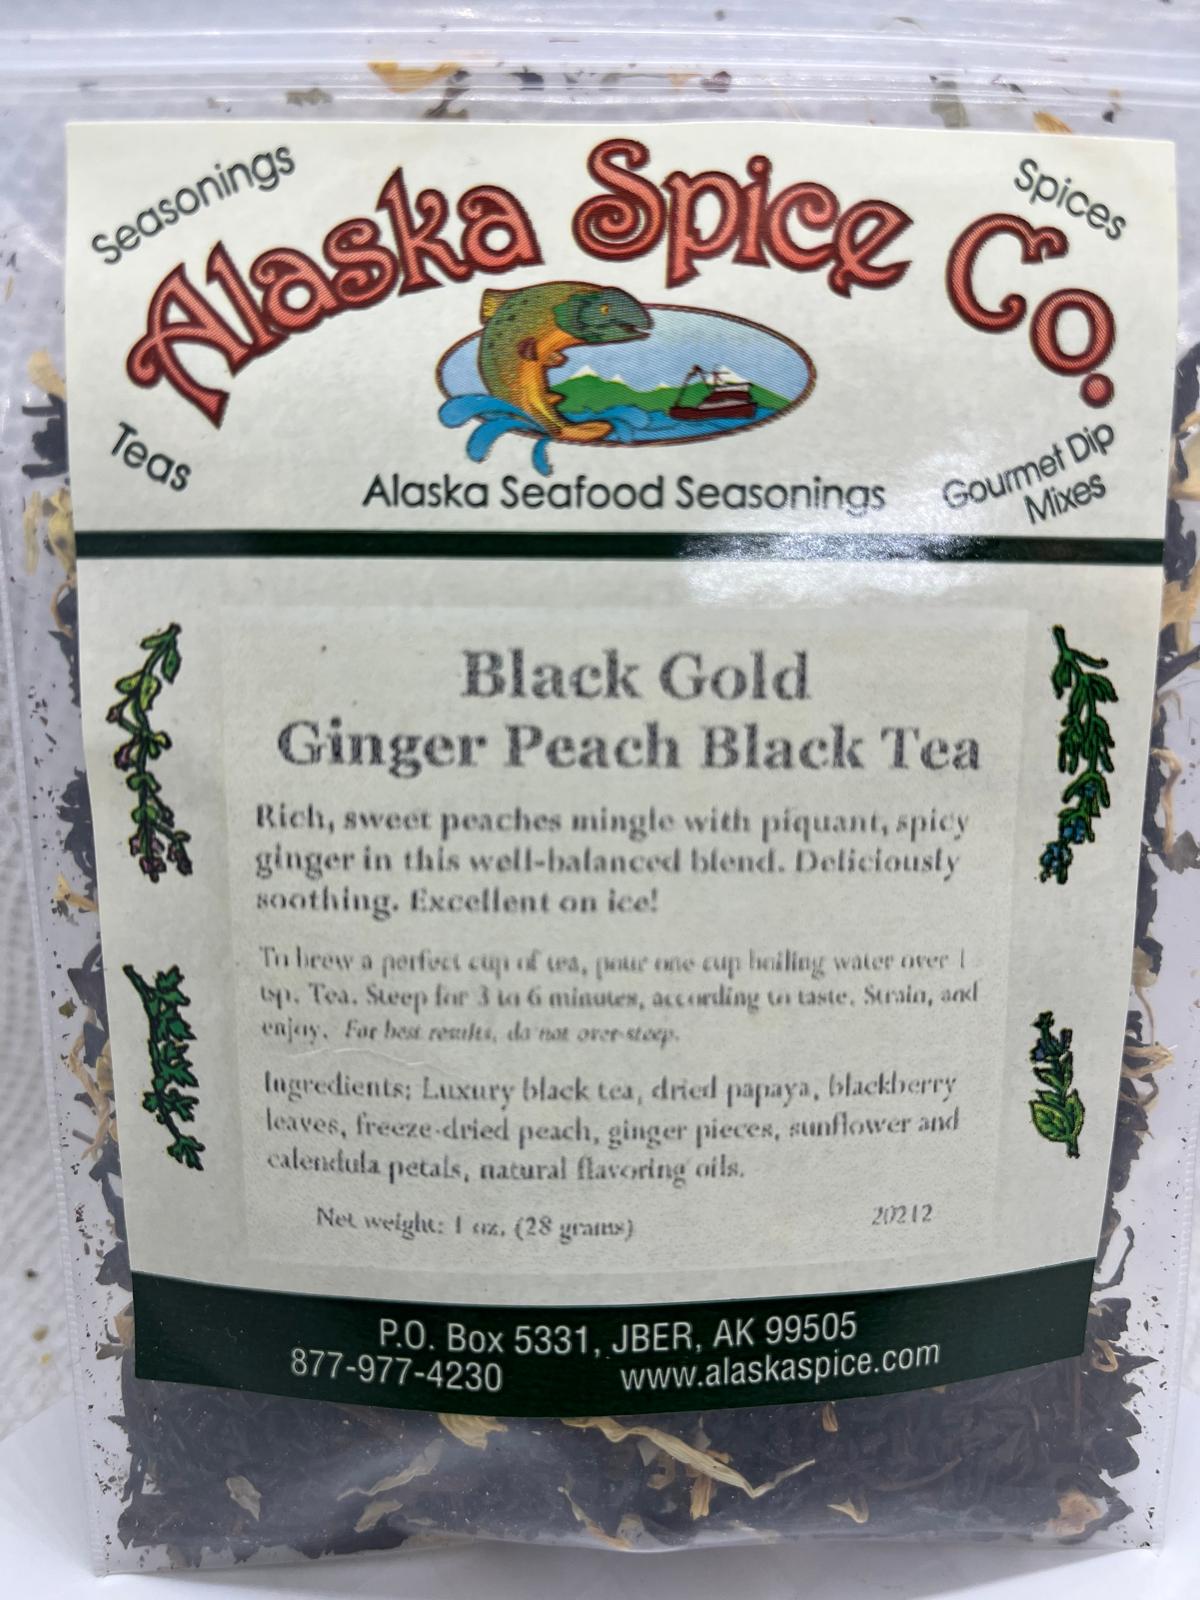 Seasonings
Spices
Alaska Spice Co.
Teas
Gourmet Dip
Mixes
Alaska Seafood Seasonings
Black Gold
Ginger Peach Black Tea
Rich, sweet peaches mingle with piquant, spicy
ginger in this well-balanced blend. Deliciously
soothing. Excellent on ice!
To brew a perfect cup of tea, pour one cup boiling water over 1
tsp. Tea. Steep for 3 to 6 minutes, according to taste. Strain, and
enjoy. For best results, do not over-steep.
Ingredients: Luxury black tea, dried papaya, blackberry
leaves, freeze-dried peach, ginger pieces, sunflower and
calendula petals, natural flavoring oils.
Net weight: 1 oz. (28 grams) 20212
P.O. Box 5331, JBER, AK 99505
877-977-4230 www.alaskaspice.com